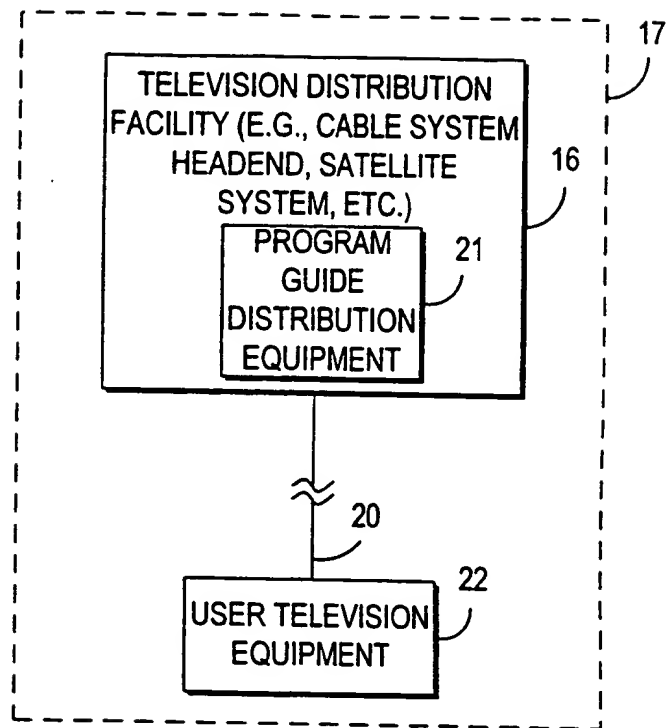 17
TELEVISION DISTRIBUTION
FACILITY (E.G., CABLE SYSTEM
HEADEND, SATELLITE
SYSTEM, ETC.)
16
PROGRAM
GUIDE
DISTRIBUTION
EQUIPMENT
21
20
USER TELEVISION
EQUIPMENT
22